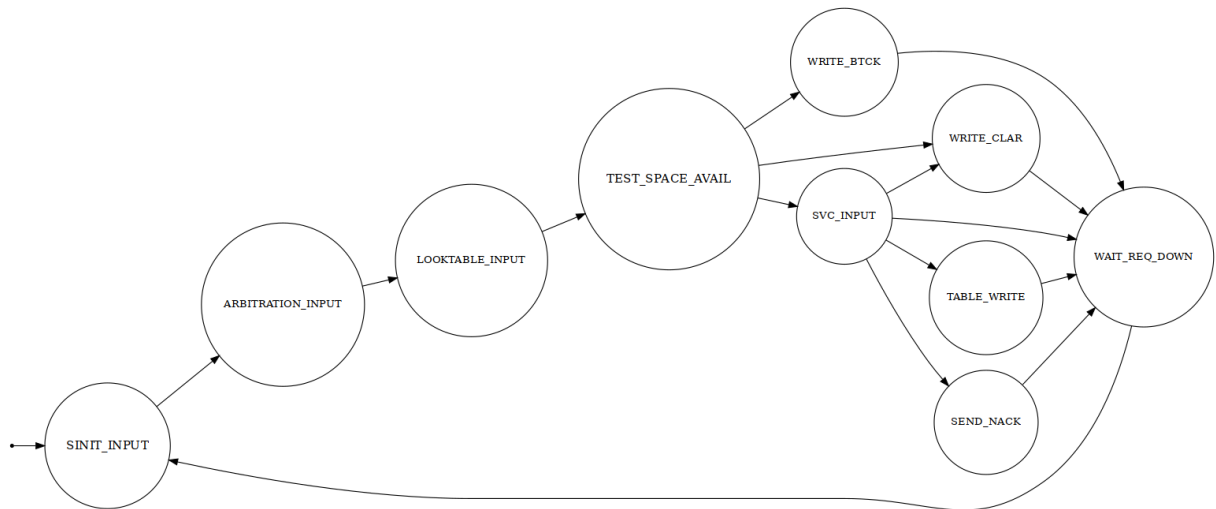 WRITE_BTCK
WRITE_CLAR
TEST_SPACE_AVAIL
SVC_INPUT
LOOKTABLE_INPUT
WAIT_REQ_DOWN
ARBITRATION_INPUT
TABLE_WRITE
SEND_NACK
SINIT_INPUT